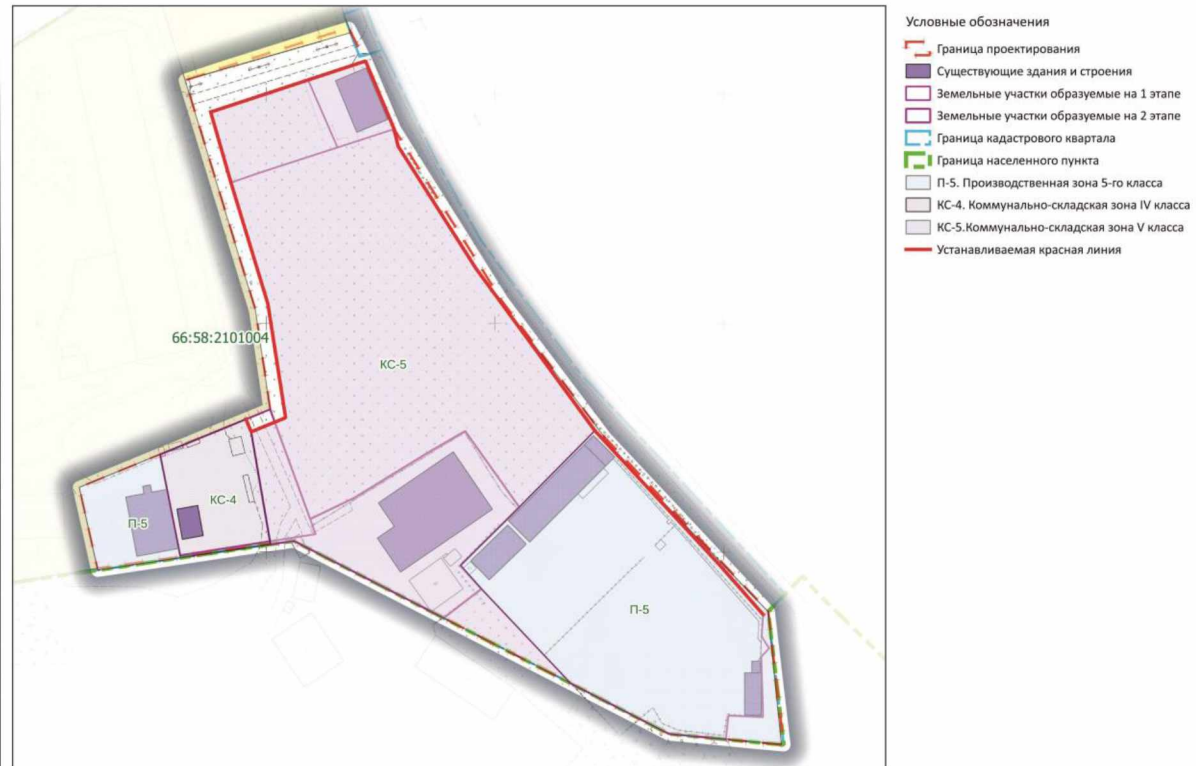 Условные обозначения
Граница проектирования
Существующие здания и строения
Земельные участки образуемые на 1 этапе
Земельные участки образуемые на 2 этапе
Граница кадастрового квартала
Граница населенного пункта
П-5. Производственная зона 5-го класса
КС-4. Коммунально-складская зона IV класса
КС-5.Коммунально-складская зона V класса
Устанавливаемая красная линия
66:58:2101004
КС-5
КС-4
П-5
П-5